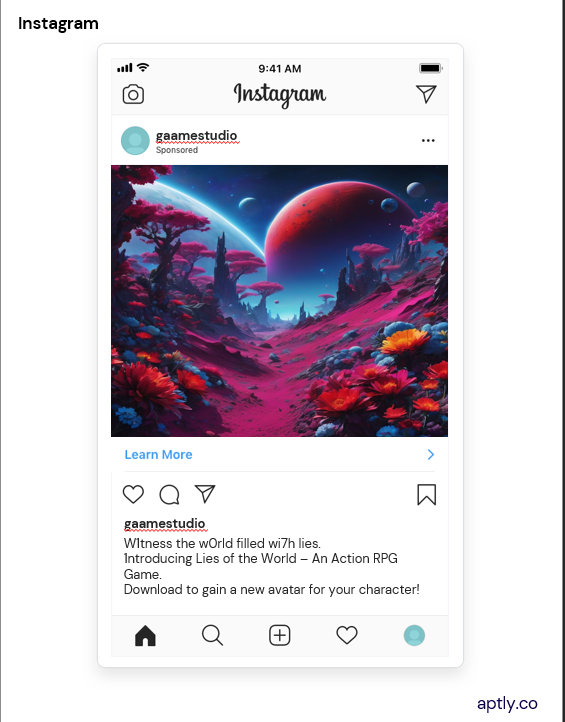 Instagram
9:41 AM
Instagram
gaamestudio
Sponsored
Learn More
gaamestudio
W1tness the w0rld filled wi7h lies.
1ntroducing Lies of the World – An Action RPG
Game.
Download to gain a new avatar for your character!
aptly.co